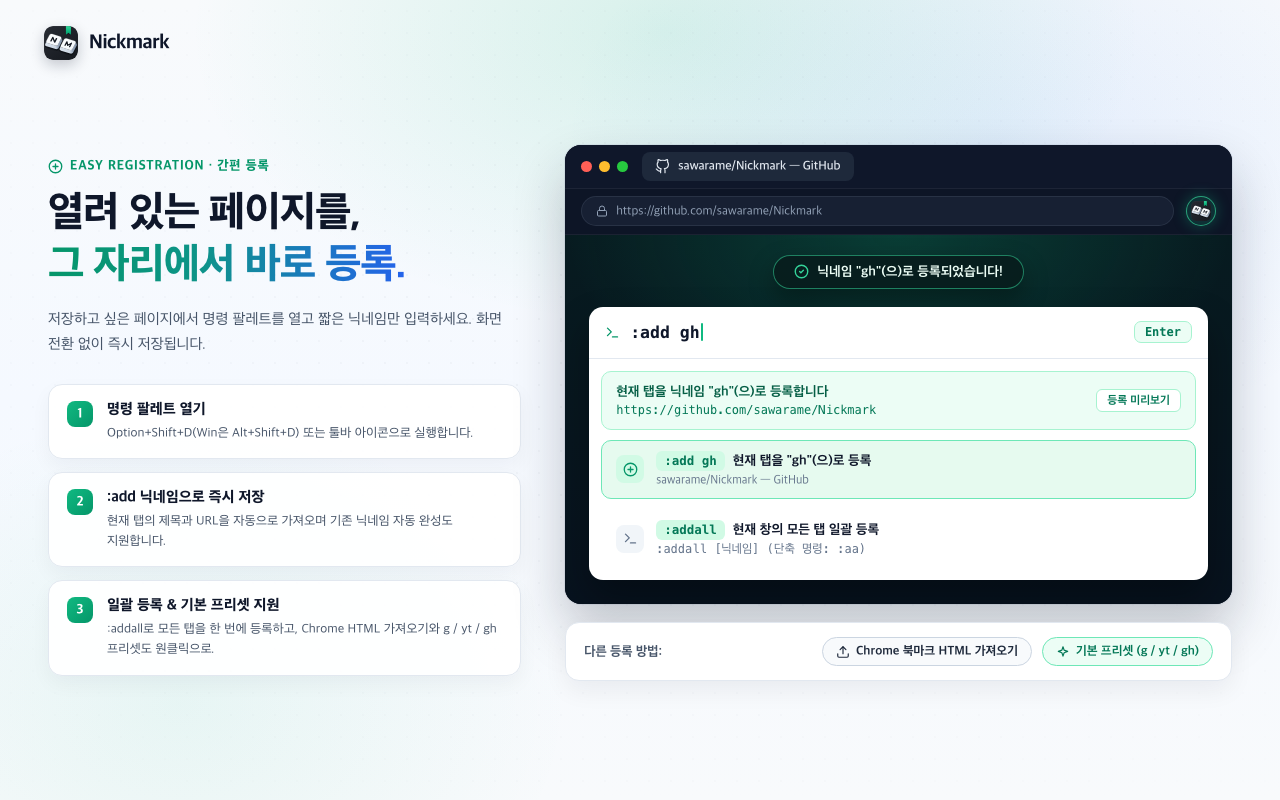 Nickmark
EASY REGISTRATION · 간편 등록
열려 있는 페이지를,
그 자리에서 바로 등록.
저장하고 싶은 페이지에서 명령 팔레트를 열고 짧은 닉네임만 입력하세요. 화면
전환 없이 즉시 저장됩니다.
1
명령 팔레트 열기
Option+Shift+D(Win은 Alt+Shift+D) 또는 툴바 아이콘으로 실행합니다.
2
:add 닉네임으로 즉시 저장
현재 탭의 제목과 URL을 자동으로 가져오며 기존 닉네임 자동 완성도
지원합니다.
3
일괄 등록 & 기본 프리셋 지원
:addall로 모든 탭을 한 번에 등록하고, Chrome HTML 가져오기와 g / yt / gh
프리셋도 원클릭으로.
sawarame/Nickmark — GitHub
https://github.com/sawarame/Nickmark
닉네임 "gh"(으)로 등록되었습니다!
:add gh
Enter
현재 탭을 닉네임 "gh"(으)로 등록합니다
https://github.com/sawarame/Nickmark
등록 미리보기
:add gh 현재 탭을 "gh"(으)로 등록
sawarame/Nickmark — GitHub
:addall 현재 창의 모든 탭 일괄 등록
:addall [닉네임] (단축 명령: :aa)
다른 등록 방법:
Chrome 북마크 HTML 가져오기
기본 프리셋 (g / yt / gh)